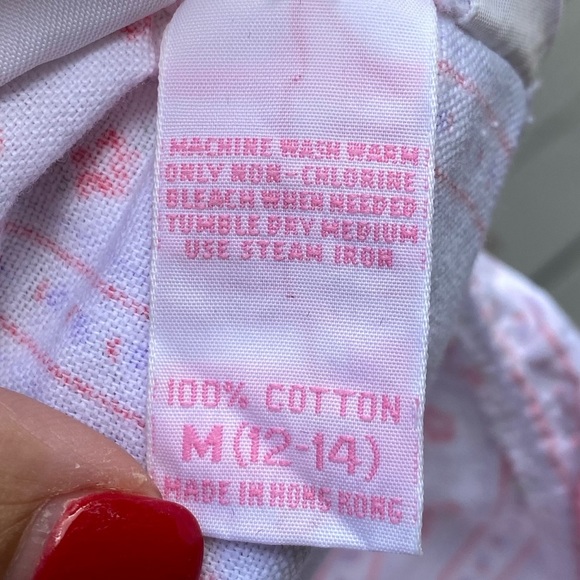 MACHINE WASH WARM
ONLY NON-CHLORINE
BLEACH WHEN NEEDED
TUMBLE DRY MEDIUM
USE STEAM IRON
100% COTTON
M (12-14)
MADE IN HONG KONG